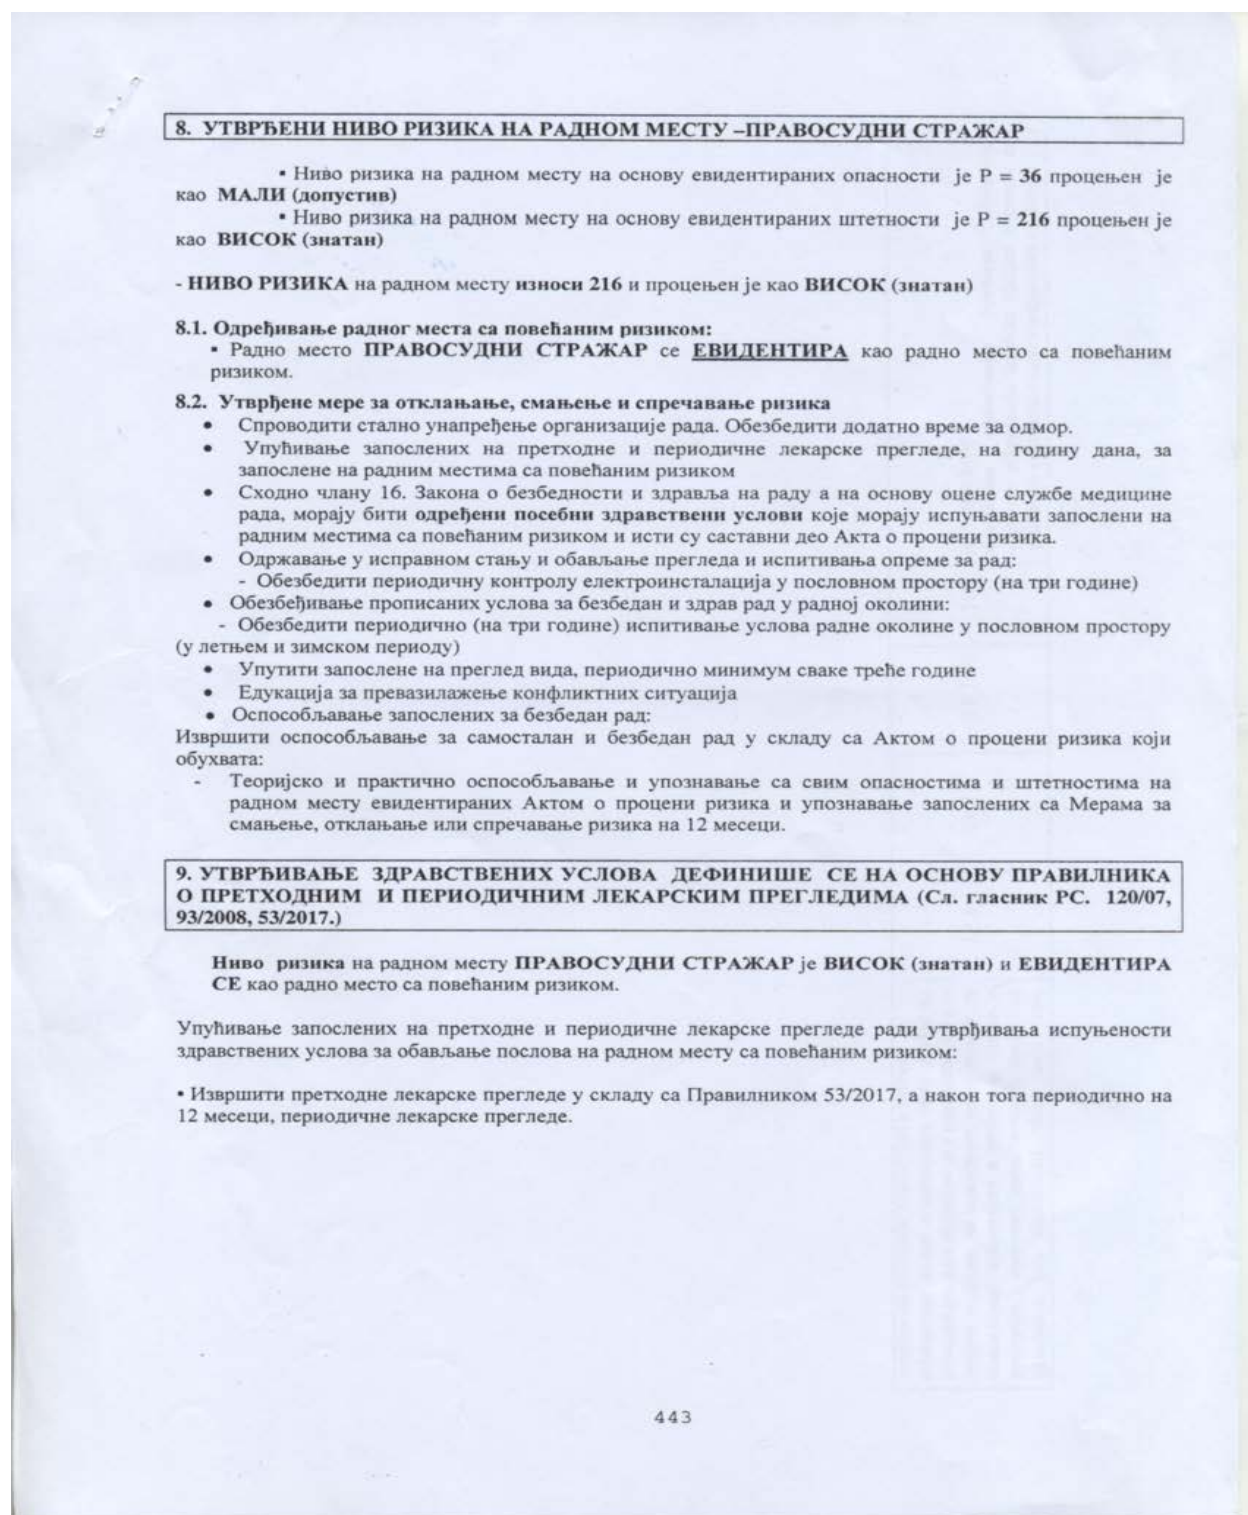 8. УТВРЂЕНИ НИВО РИЗИКА НА РАДНОМ МЕСТУ –ПРАВОСУДНИ СТРАЖАР
▪ Ниво ризика на радном месту на основу евидентираних опасности је Р = 36 процењен је
као МАЛИ (допустив)
▪ Ниво ризика на радном месту на основу евидентираних штетности је Р = 216 процењен је
као ВИСОК (знатан)
- НИВО РИЗИКА на радном месту износи 216 и процењен је као ВИСОК (знатан)
8.1. Одређивање радног места са повећаним ризиком:
▪ Радно место ПРАВОСУДНИ СТРАЖАР се ЕВИДЕНТИРА као радно место са повећаним
ризиком.
8.2. Утврђене мере за отклањање, смањење и спречавање ризика
• Спроводити стално унапређење организације рада. Обезбедити додатно време за одмор.
• Упућивање запослених на претходне и периодичне лекарске прегледе, на годину дана, за
запослене на радним местима са повећаним ризиком
• Сходно члану 16. Закона о безбедности и здравља на раду а на основу оцене службе медицине
рада, морају бити одређени посебни здравствени услови које морају испуњавати запослени на
радним местима са повећаним ризиком и исти су саставни део Акта о процени ризика.
• Одржавање у исправном стању и обављање прегледа и испитивања опреме за рад:
- Обезбедити периодичну контролу електроинсталација у пословном простору (на три године)
• Обезбеђивање прописаних услова за безбедан и здрав рад у радној околини:
- Обезбедити периодично (на три године) испитивање услова радне околине у пословном простору
(у летњем и зимском периоду)
• Упутити запослене на преглед вида, периодично минимум сваке треће године
• Едукација за превазилажење конфликтних ситуација
• Оспособљавање запослених за безбедан рад:
Извршити оспособљавање за самосталан и безбедан рад у складу са Актом о процени ризика који
обухвата:
- Теоријско и практично оспособљавање и упознавање са свим опасностима и штетностима на
радном месту евидентираних Актом о процени ризика и упознавање запослених са Мерама за
смањење, отклањање или спречавање ризика на 12 месеци.
9. УТВРЂИВАЊЕ ЗДРАВСТВЕНИХ УСЛОВА ДЕФИНИШЕ СЕ НА ОСНОВУ ПРАВИЛНИКА
О ПРЕТХОДНИМ И ПЕРИОДИЧНИМ ЛЕКАРСКИМ ПРЕГЛЕДИМА (Сл. гласник РС. 120/07,
93/2008, 53/2017.)
Ниво ризика на радном месту ПРАВОСУДНИ СТРАЖАР је ВИСОК (знатан) и ЕВИДЕНТИРА
СЕ као радно место са повећаним ризиком.
Упућивање запослених на претходне и периодичне лекарске прегледе ради утврђивања испуњености
здравствених услова за обављање послова на радном месту са повећаним ризиком:
▪ Извршити претходне лекарске прегледе у складу са Правилником 53/2017, а након тога периодично на
12 месеци, периодичне лекарске прегледе.
443